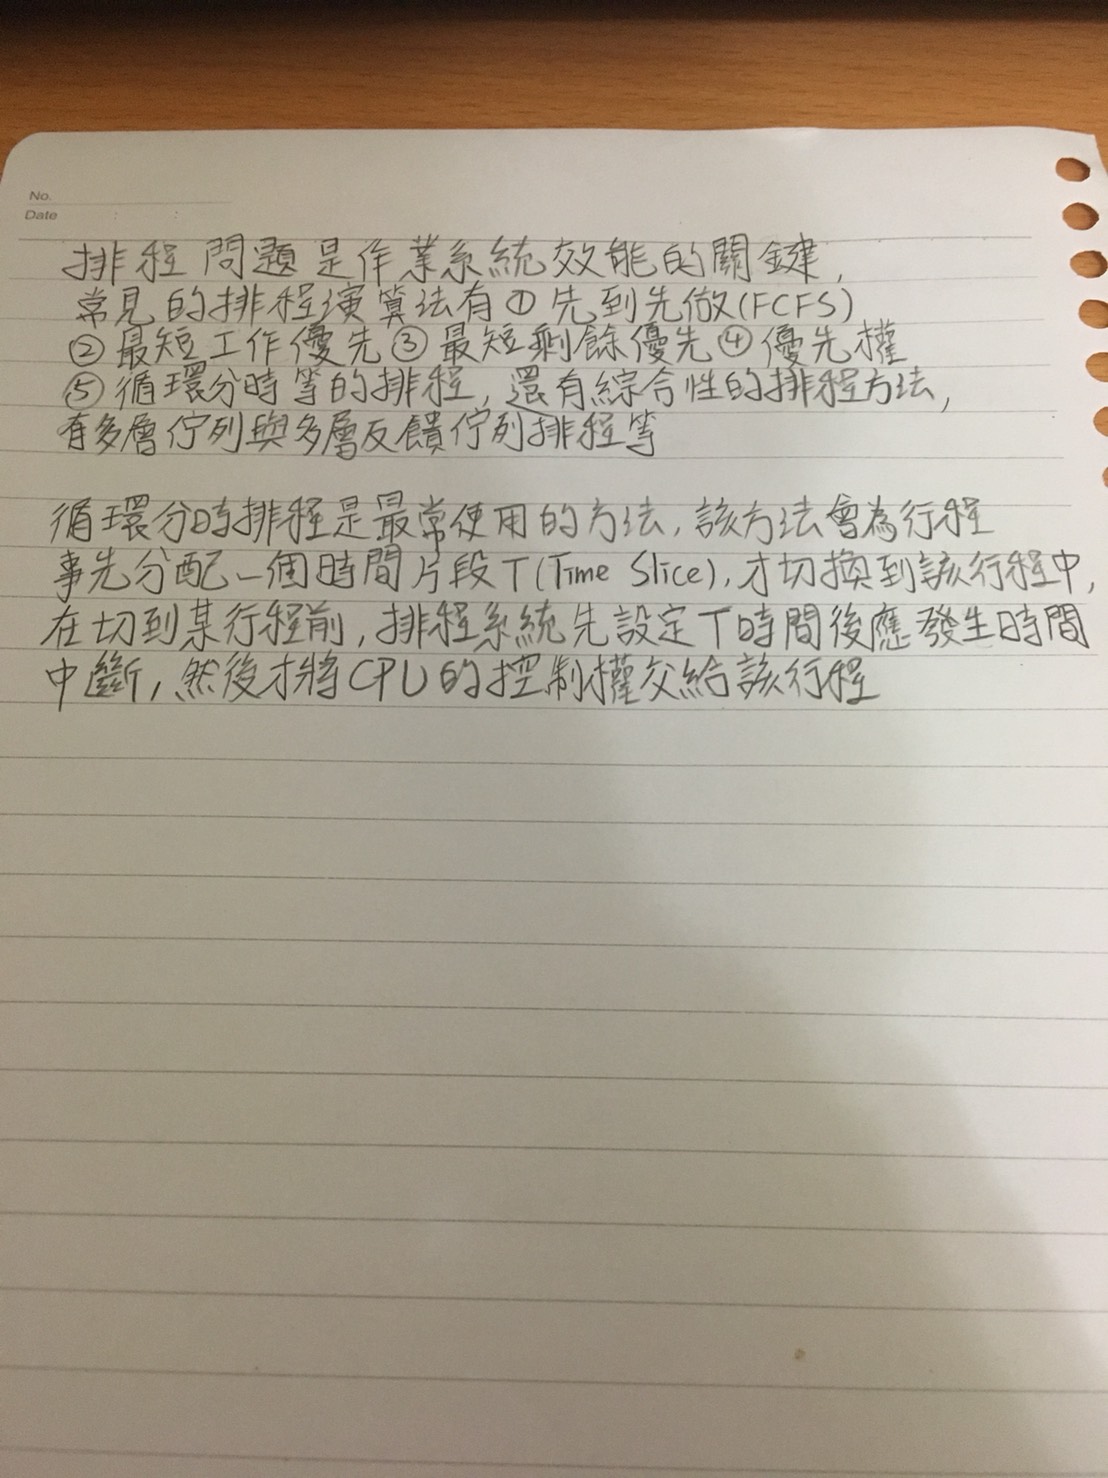 No.
Date : :
排程問題是作業系統效能的關鍵,
常見的排程演算法有①先到先做(FCFS)
②最短工作優先③最短剩餘優先④優先權
⑤循環分時等的排程,還有綜合性的排程方法,
有多層佇列與多層反饋佇列排程等
循環分時排程是最常使用的方法,該方法會為行程
事先分配一個時間片段T(Time Slice),才切換到該行程中,
在切到某行程前,排程系統先設定T時間後應發生時間
中斷,然後才將CPU的控制權交給該行程